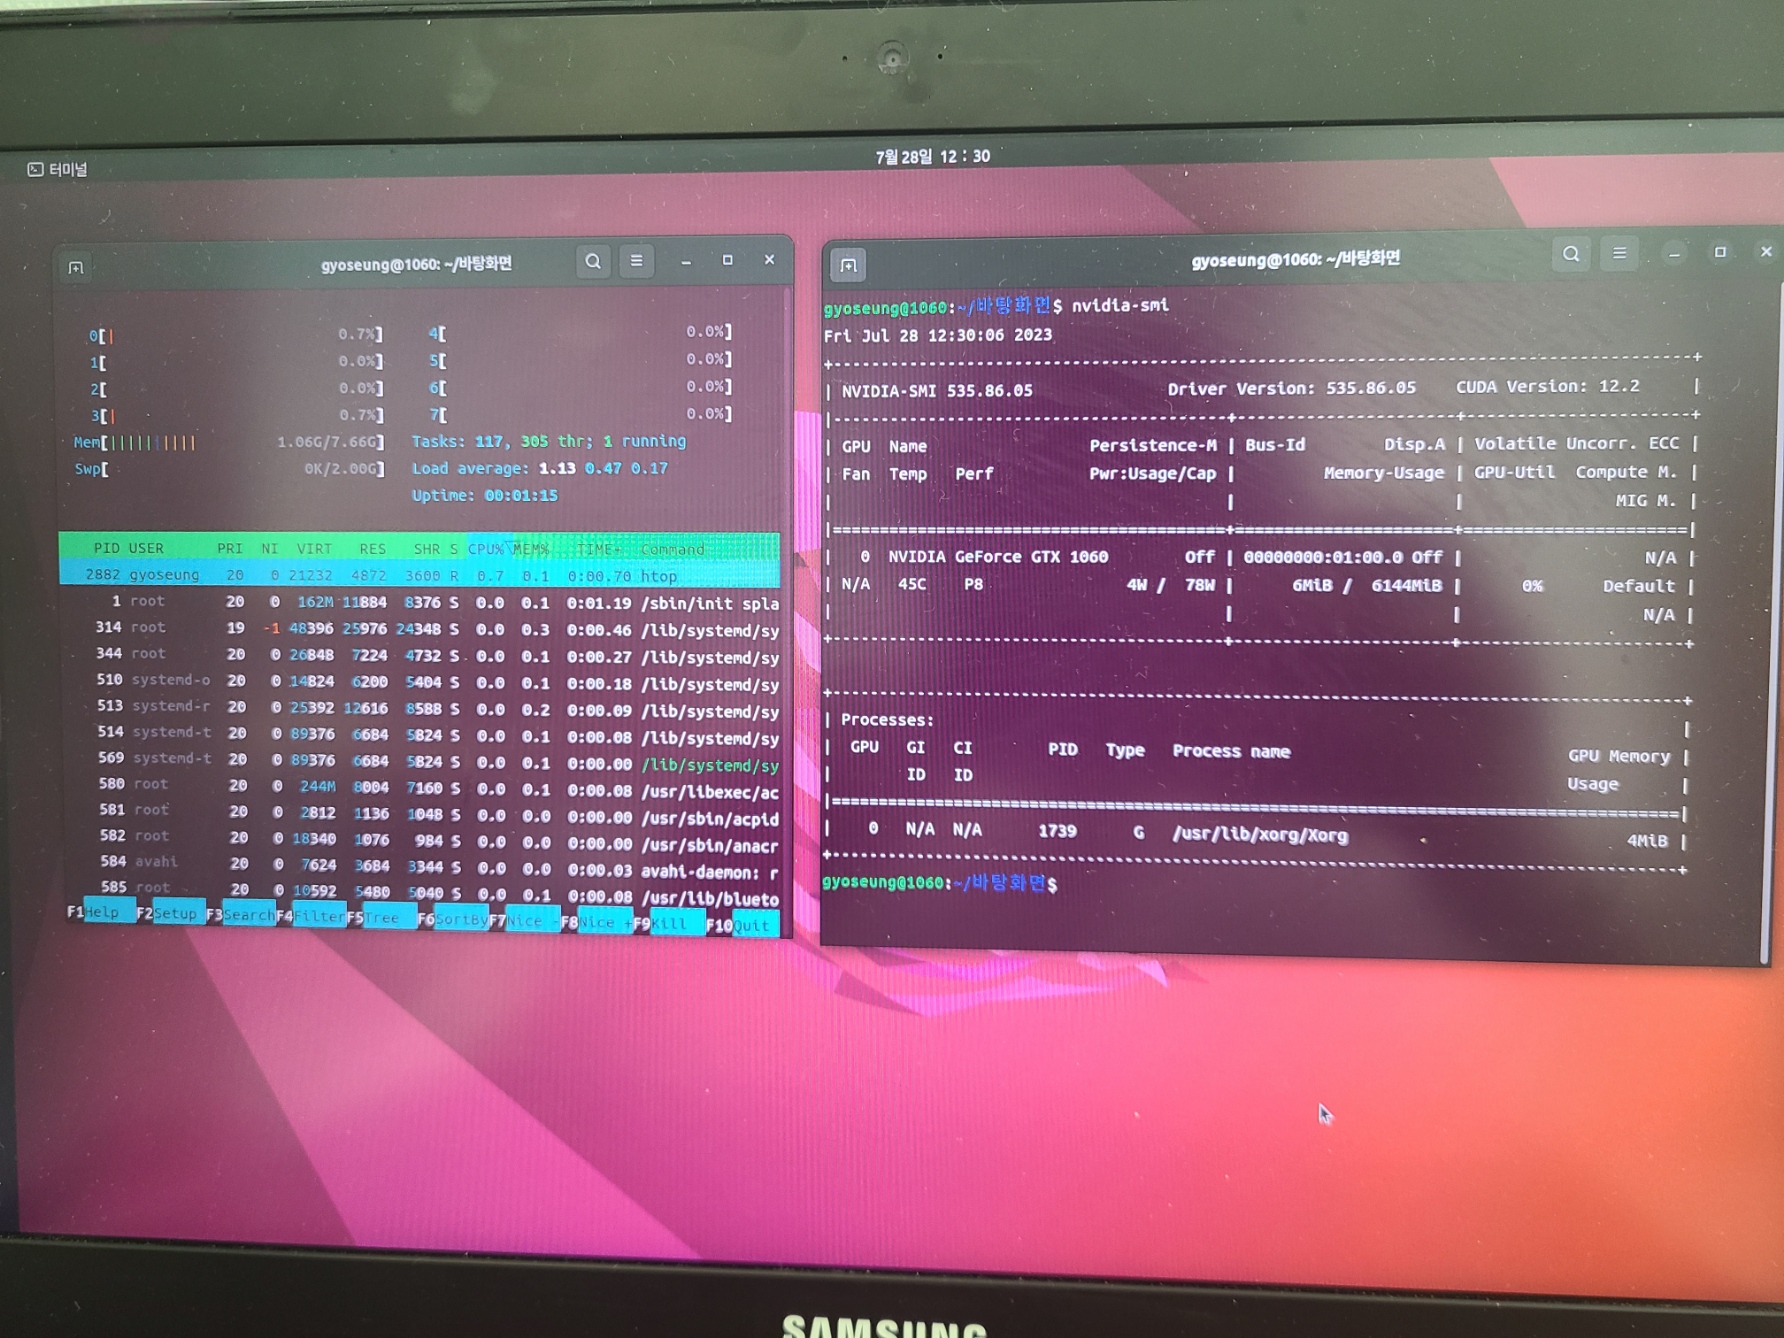 터미널
7월 28일 12 : 30
gyoseung@1060: ~/바탕화면
0[| 0.7%] 4[ 0.0%]
1[ 0.0%] 5[ 0.0%]
2[ 0.0%] 6[ 0.0%]
3[| 0.7%] 7[ 0.0%]
Mem[||||||||||| 1.06G/7.66G] Tasks: 117, 305 thr; 1 running
Swp[ 0K/2.00G] Load average: 1.13 0.47 0.17
Uptime: 00:01:15
PID USER PRI NI VIRT RES SHR S CPU%▽MEM% TIME+ Command
2882 gyoseung 20 0 21232 4872 3600 R 0.7 0.1 0:00.70 htop
1 root 20 0 162M 11884 8376 S 0.0 0.1 0:01.19 /sbin/init spla
314 root 19 -1 48396 25976 24348 S 0.0 0.3 0:00.46 /lib/systemd/sy
344 root 20 0 26848 7224 4732 S 0.0 0.1 0:00.27 /lib/systemd/sy
510 systemd-o 20 0 14824 6200 5404 S 0.0 0.1 0:00.18 /lib/systemd/sy
513 systemd-r 20 0 25392 12616 8588 S 0.0 0.2 0:00.09 /lib/systemd/sy
514 systemd-t 20 0 89376 6684 5824 S 0.0 0.1 0:00.08 /lib/systemd/sy
569 systemd-t 20 0 89376 6684 5824 S 0.0 0.1 0:00.00 /lib/systemd/sy
580 root 20 0 244M 8004 7160 S 0.0 0.1 0:00.08 /usr/libexec/ac
581 root 20 0 2812 1136 1048 S 0.0 0.0 0:00.00 /usr/sbin/acpid
582 root 20 0 18340 1076 984 S 0.0 0.0 0:00.00 /usr/sbin/anacr
584 avahi 20 0 7624 3684 3344 S 0.0 0.0 0:00.03 avahi-daemon: r
585 root 20 0 10592 5480 5040 S 0.0 0.1 0:00.08 /usr/lib/blueto
F1Help F2Setup F3SearchF4FilterF5Tree F6SortByF7Nice -F8Nice +F9Kill F10Quit
gyoseung@1060: ~/바탕화면
gyoseung@1060:~/바탕화면$ nvidia-smi
Fri Jul 28 12:30:06 2023
NVIDIA-SMI 535.86.05 Driver Version: 535.86.05 CUDA Version: 12.2
GPU Name Persistence-M | Bus-Id Disp.A | Volatile Uncorr. ECC
Fan Temp Perf Pwr:Usage/Cap | Memory-Usage | GPU-Util Compute M.
MIG M.
0 NVIDIA GeForce GTX 1060 Off | 00000000:01:00.0 Off | N/A
N/A 45C P8 4W / 78W | 6MiB / 6144MiB | 0% Default
N/A
Processes:
GPU GI CI PID Type Process name GPU Memory
ID ID Usage
0 N/A N/A 1739 G /usr/lib/xorg/Xorg 4MiB
gyoseung@1060:~/바탕화면$
SAMSUNG